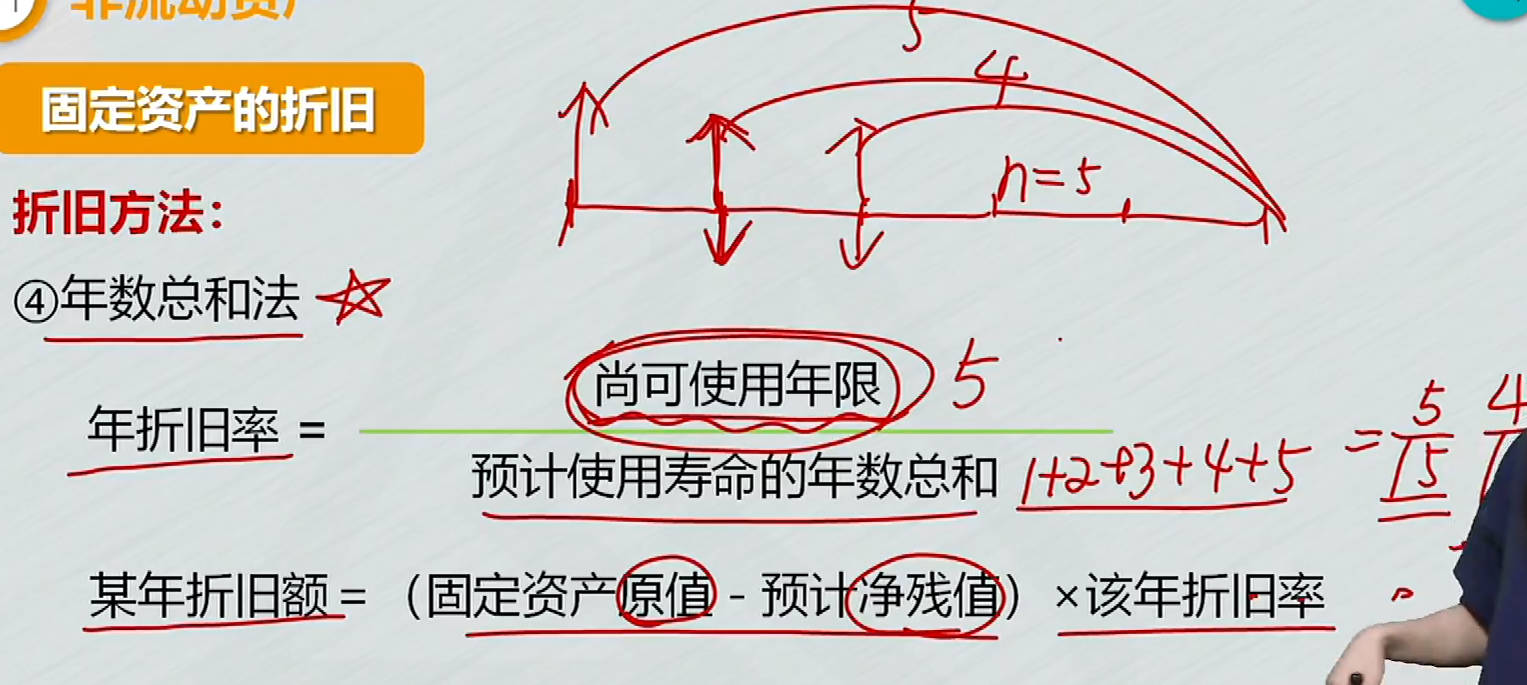 非流动资产
固定资产的折旧
5
4
n=5
折旧方法：
④年数总和法
年折旧率 = 尚可使用年限 5
预计使用寿命的年数总和 1+2+3+4+5 = 5/15 4
某年折旧额 = （固定资产原值 - 预计净残值） ×该年折旧率